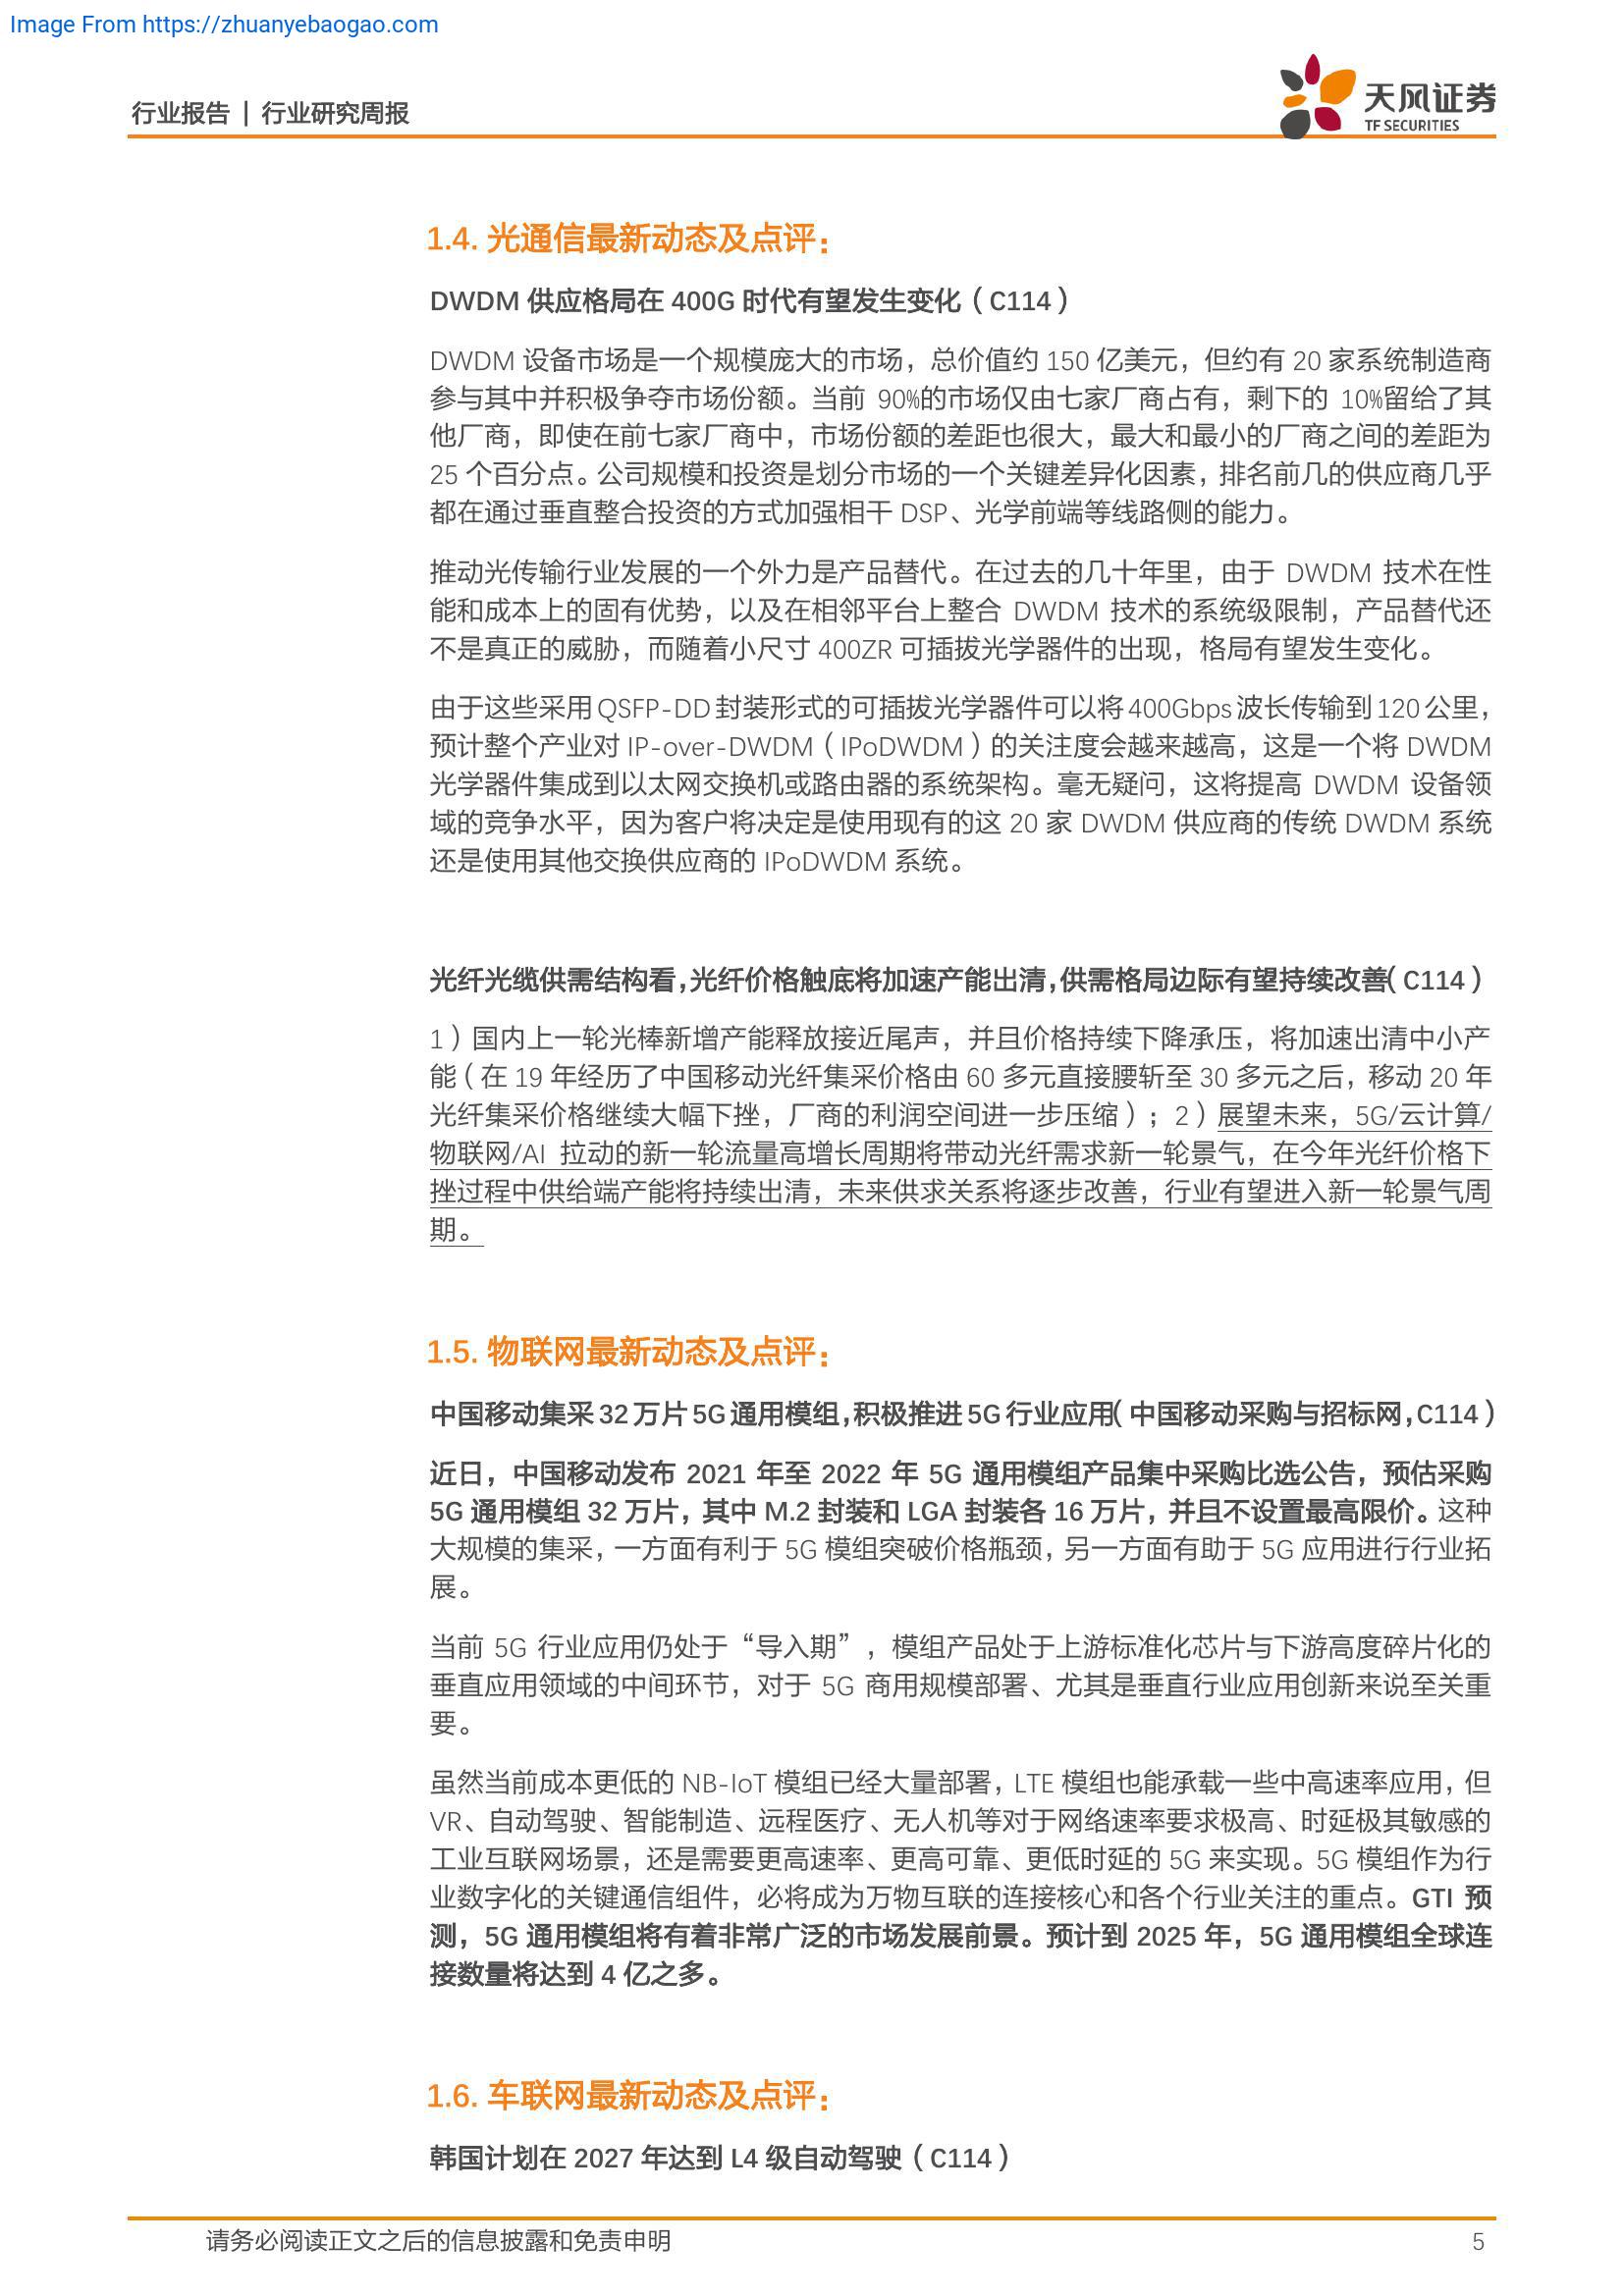 Image From https://zhuanyebaogao.com
行业报告 | 行业研究周报
天风证券
TF SECURITIES
1.4. 光通信最新动态及点评：
DWDM 供应格局在 400G 时代有望发生变化（C114）
DWDM 设备市场是一个规模庞大的市场，总价值约 150 亿美元，但约有 20 家系统制造商
参与其中并积极争夺市场份额。当前 90%的市场仅由七家厂商占有，剩下的 10%留给了其
他厂商，即使在前七家厂商中，市场份额的差距也很大，最大和最小的厂商之间的差距为
25 个百分点。公司规模和投资是划分市场的一个关键差异化因素，排名前几的供应商几乎
都在通过垂直整合投资的方式加强相干 DSP、光学前端等线路侧的能力。
推动光传输行业发展的一个外力是产品替代。在过去的几十年里，由于 DWDM 技术在性
能和成本上的固有优势，以及在相邻平台上整合 DWDM 技术的系统级限制，产品替代还
不是真正的威胁，而随着小尺寸 400ZR 可插拔光学器件的出现，格局有望发生变化。
由于这些采用 QSFP-DD 封装形式的可插拔光学器件可以将 400Gbps 波长传输到 120 公里，
预计整个产业对 IP-over-DWDM（IPoDWDM）的关注度会越来越高，这是一个将 DWDM
光学器件集成到以太网交换机或路由器的系统架构。毫无疑问，这将提高 DWDM 设备领
域的竞争水平，因为客户将决定是使用现有的这 20 家 DWDM 供应商的传统 DWDM 系统
还是使用其他交换供应商的 IPoDWDM 系统。
光纤光缆供需结构看，光纤价格触底将加速产能出清，供需格局边际有望持续改善（C114）
1）国内上一轮光棒新增产能释放接近尾声，并且价格持续下降承压，将加速出清中小产
能（在 19 年经历了中国移动光纤集采价格由 60 多元直接腰斩至 30 多元之后，移动 20 年
光纤集采价格继续大幅下挫，厂商的利润空间进一步压缩）；2）展望未来，5G/云计算/
物联网/AI 拉动的新一轮流量高增长周期将带动光纤需求新一轮景气，在今年光纤价格下
挫过程中供给端产能将持续出清，未来供求关系将逐步改善，行业有望进入新一轮景气周
期。
1.5. 物联网最新动态及点评：
中国移动集采 32 万片 5G 通用模组，积极推进 5G 行业应用（中国移动采购与招标网，C114）
近日，中国移动发布 2021 年至 2022 年 5G 通用模组产品集中采购比选公告，预估采购
5G 通用模组 32 万片，其中 M.2 封装和 LGA 封装各 16 万片，并且不设置最高限价。这种
大规模的集采，一方面有利于 5G 模组突破价格瓶颈，另一方面有助于 5G 应用进行行业拓
展。
当前 5G 行业应用仍处于“导入期”，模组产品处于上游标准化芯片与下游高度碎片化的
垂直应用领域的中间环节，对于 5G 商用规模部署、尤其是垂直行业应用创新来说至关重
要。
虽然当前成本更低的 NB-IoT 模组已经大量部署，LTE 模组也能承载一些中高速率应用，但
VR、自动驾驶、智能制造、远程医疗、无人机等对于网络速率要求极高、时延极其敏感的
工业互联网场景，还是需要更高速率、更高可靠、更低时延的 5G 来实现。5G 模组作为行
业数字化的关键通信组件，必将成为万物互联的连接核心和各个行业关注的重点。GTI 预
测，5G 通用模组将有着非常广泛的市场发展前景。预计到 2025 年，5G 通用模组全球连
接数量将达到 4 亿之多。
1.6. 车联网最新动态及点评：
韩国计划在 2027 年达到 L4 级自动驾驶（C114）
请务必阅读正文之后的信息披露和免责申明
5